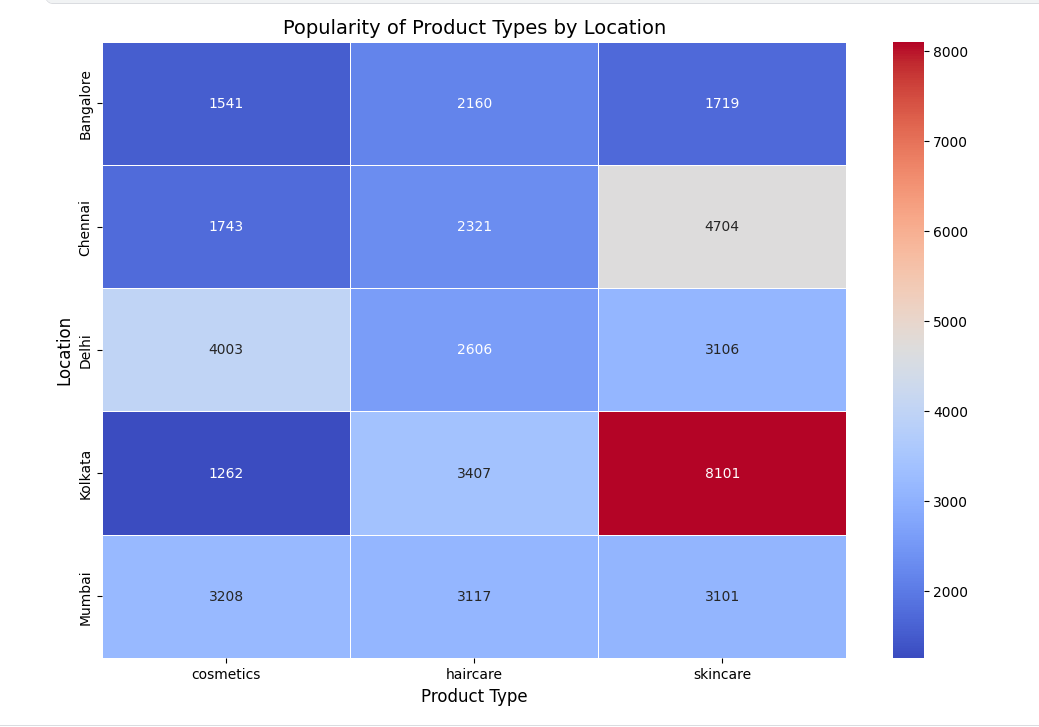 Popularity of Product Types by Location
8000
7000
6000
5000
4000
3000
2000
Location
Bangalore
1541 2160 1719
Chennai
1743 2321 4704
Delhi
4003 2606 3106
Kolkata
1262 3407 8101
Mumbai
3208 3117 3101
cosmetics haircare skincare
Product Type